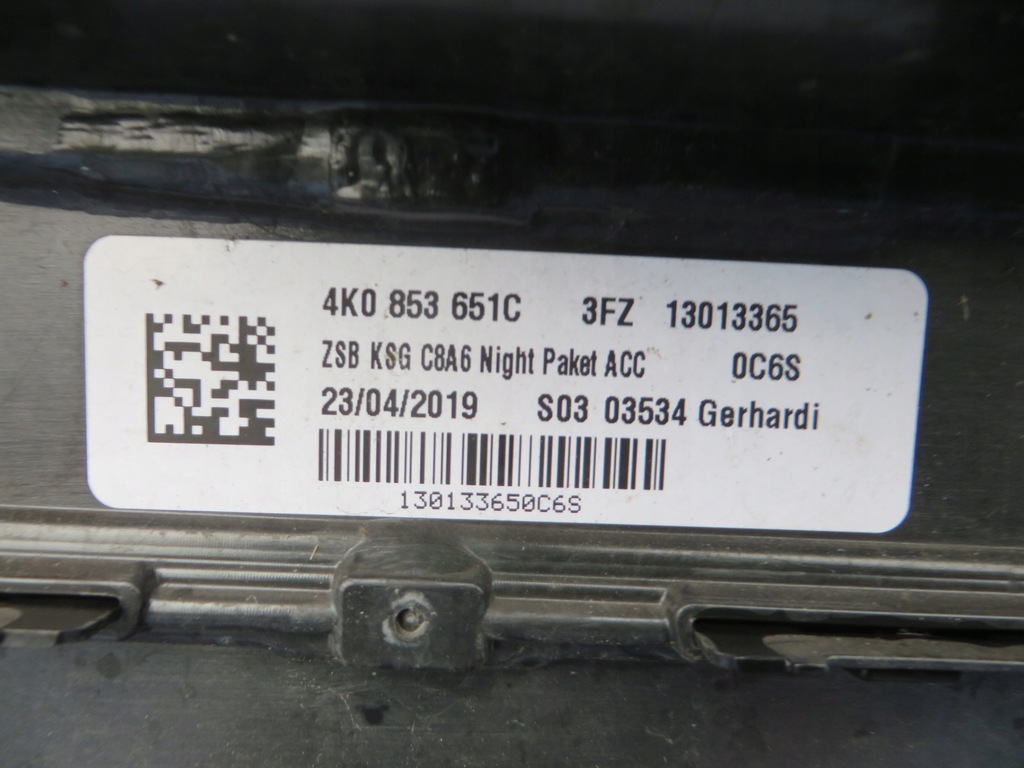 4K0 853 651C 3FZ 13013365
ZSB KSG C8A6 Night Paket ACC 0C6S
23/04/2019 S03 03534 Gerhardi
130133650C6S